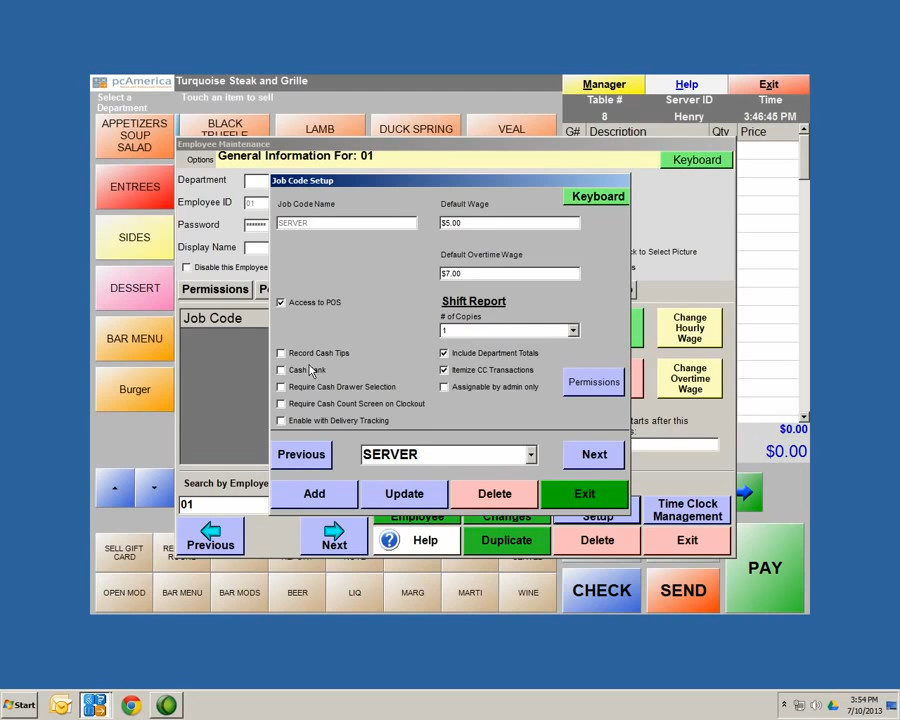 pcAmerica
Turquoise Steak and Grille
Select a Department
Touch an item to sell
Manager
Help
Exit
Table #
Server ID
Time
8
Henry
3:46:45 PM
APPETIZERS
SOUP
SALAD
BLACK
TRUFFLE
LAMB
DUCK SPRING
VEAL
G#
Description
Qty
Price
Employee Maintenance
Options
General Information For: 01
Keyboard
Department
Employee ID
01
Password
*******
Display Name
Disable this Employee
k to Select Picture
Permissions
Job Code
ENTREES
SIDES
DESSERT
BAR MENU
Burger
Job Code Setup
Keyboard
Job Code Name
SERVER
Default Wage
$5.00
Default Overtime Wage
$7.00
Access to POS
Shift Report
# of Copies
1
Record Cash Tips
Include Department Totals
Itemize CC Transactions
Require Cash Drawer Selection
Assignable by admin only
Permissions
Require Cash Count Screen on Clockout
Enable with Delivery Tracking
Previous
SERVER
Next
Add
Update
Delete
Exit
Change
Hourly
Wage
Change
Overtime
Wage
tarts after this
$0.00
$0.00
Search by Employe
01
Previous
Next
Employee
Changes
Setup
Time Clock
Management
Help
Duplicate
Delete
Exit
SELL GIFT
CARD
OPEN MOD
BAR MENU
BAR MODS
BEER
LIQ
MARG
MARTI
WINE
CHECK
SEND
PAY
Start
3:54 PM
7/10/2013